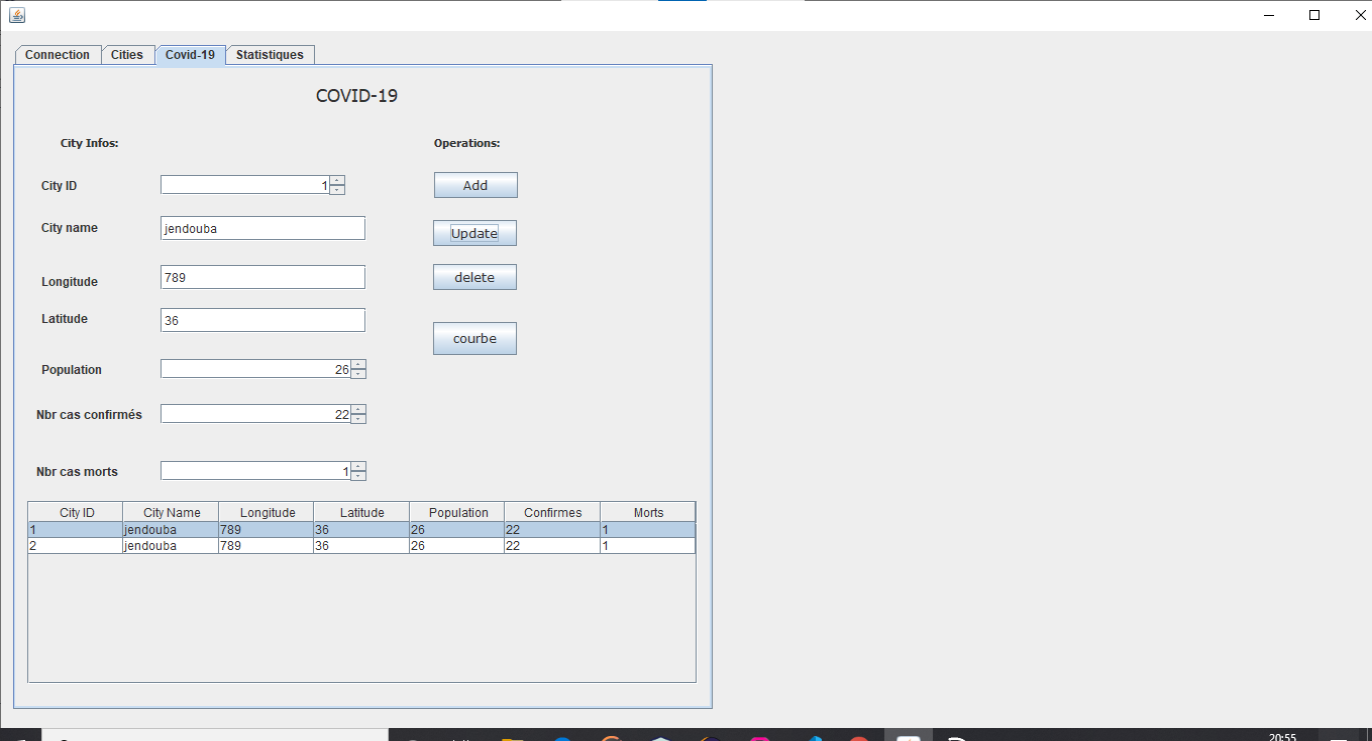 Connection Cities Covid-19 Statistiques
COVID-19
City Infos: Operations:
City ID 1 Add
City name jendouba Update
Longitude 789 delete
Latitude 36 courbe
Population 26
Nbr cas confirmés 22
Nbr cas morts 1
City ID City Name Longitude Latitude Population Confirmes Morts
1 jendouba 789 36 26 22 1
2 jendouba 789 36 26 22 1
20:55